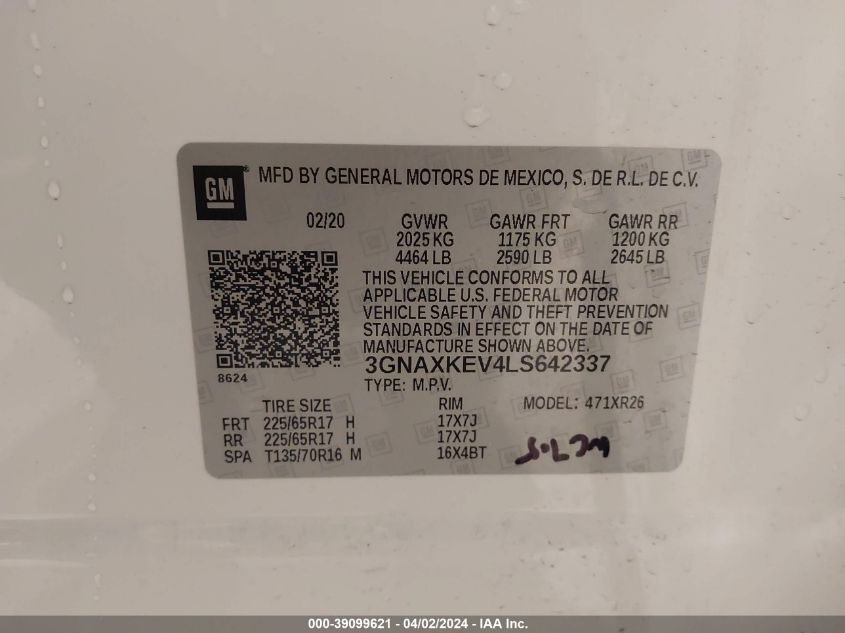 GM ® MFD BY GENERAL MOTORS DE MEXICO, S. DE R.L. DE C.V.
02/20 GVWR GAWR FRT GAWR RR
2025 KG 1175 KG 1200 KG
4464 LB 2590 LB 2645 LB
THIS VEHICLE CONFORMS TO ALL
APPLICABLE U.S. FEDERAL MOTOR
VEHICLE SAFETY AND THEFT PREVENTION
STANDARDS IN EFFECT ON THE DATE OF
MANUFACTURE SHOWN ABOVE.
8624
3GNAXKEV4LS642337
TYPE: M.P.V.
TIRE SIZE RIM MODEL: 471XR26
FRT 225/65R17 H 17X7J
RR 225/65R17 H 17X7J
SPA T135/70R16 M 16X4BT
000-39099621 - 04/02/2024 - IAA Inc.